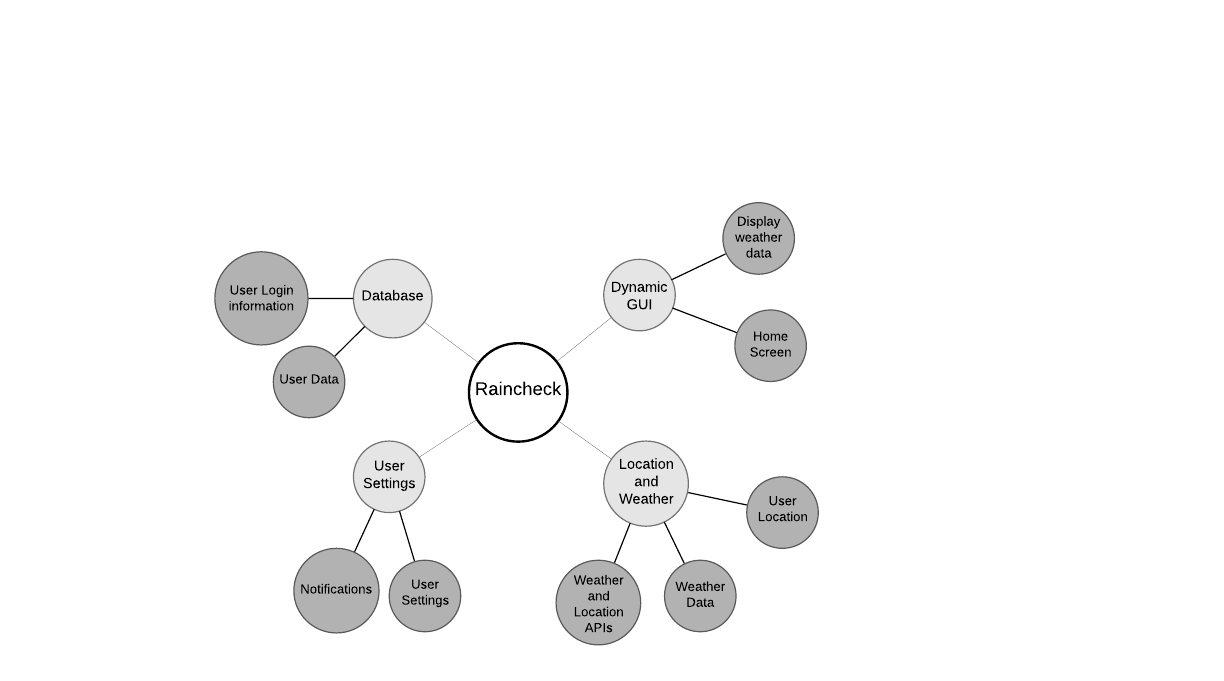 Display
weather
data
Dynamic
GUI
Home
Screen
User Login
information
Database
User Data
Raincheck
User
Settings
Notifications
User
Settings
Location
and
Weather
User
Location
Weather
and
Location
APIs
Weather
Data